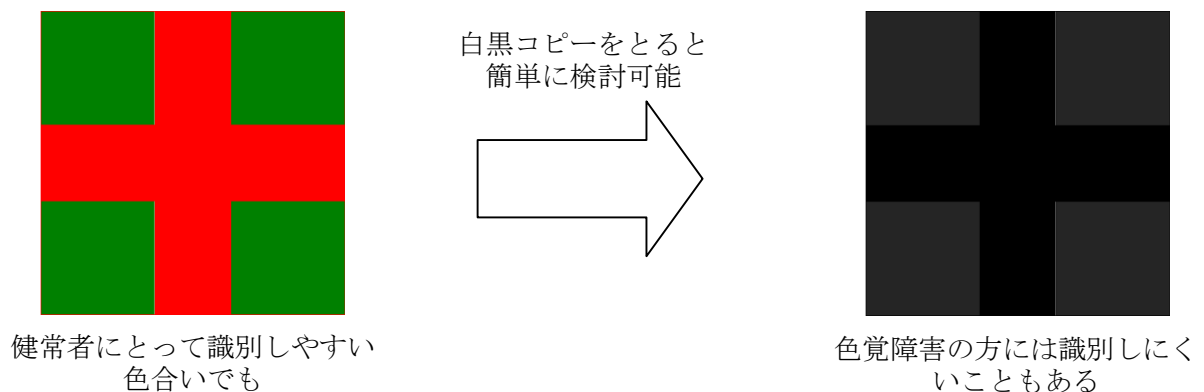 白黒コピーをとると
簡単に検討可能
健常者にとって識別しやすい
色合いでも
色覚障害の方には識別しにく
いこともある